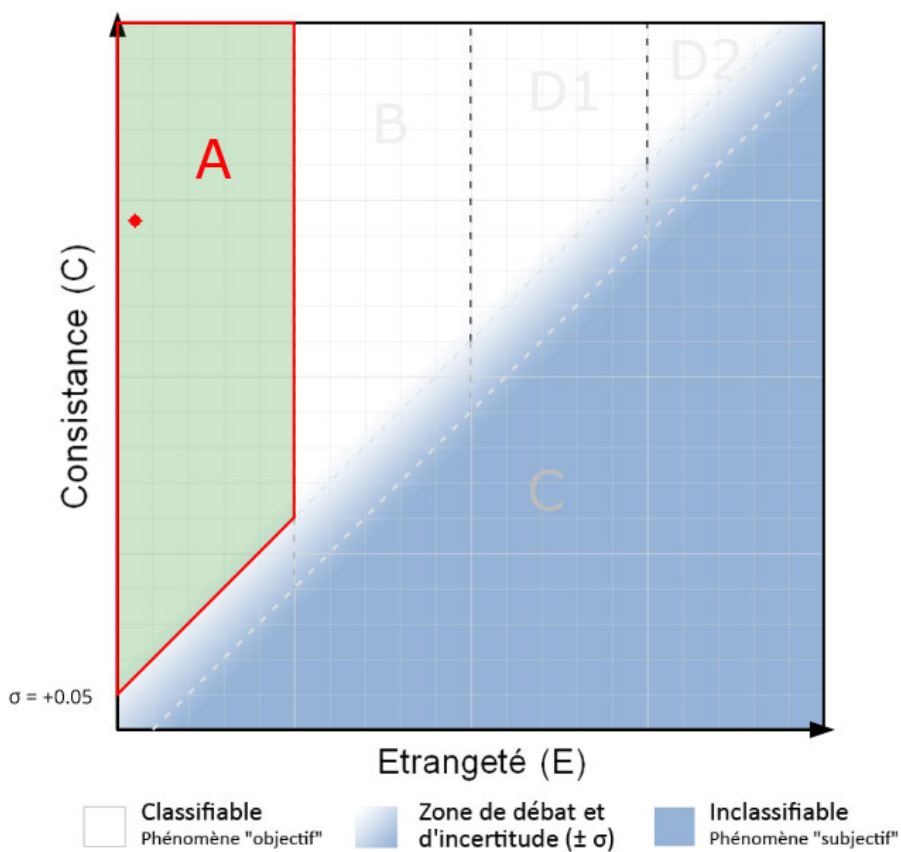 D2
D1
B
A
Consistance (C)
C
σ = +0.05
Etrangeté (E)
Classifiable
Phénomène "objectif"
Zone de débat et
d'incertitude (± σ)
Inclassifiable
Phénomène "subjectif"